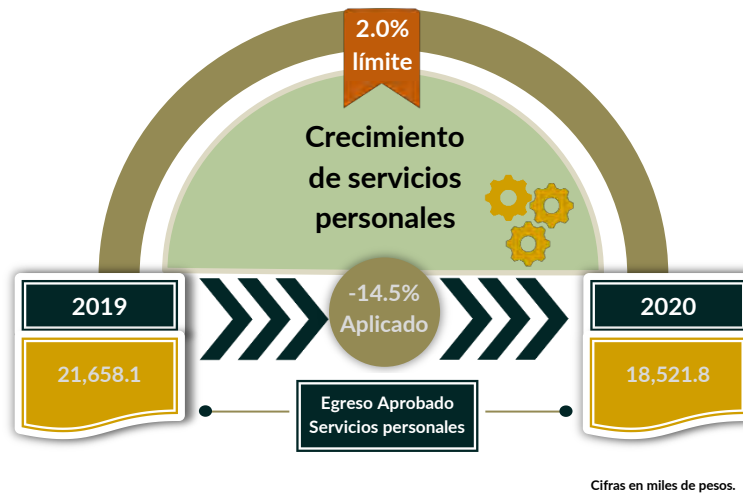 2.0%
límite
Crecimiento
de servicios
personales
2019
-14.5%
Aplicado
2020
21,658.1
18,521.8
Egreso Aprobado
Servicios personales
Cifras en miles de pesos.